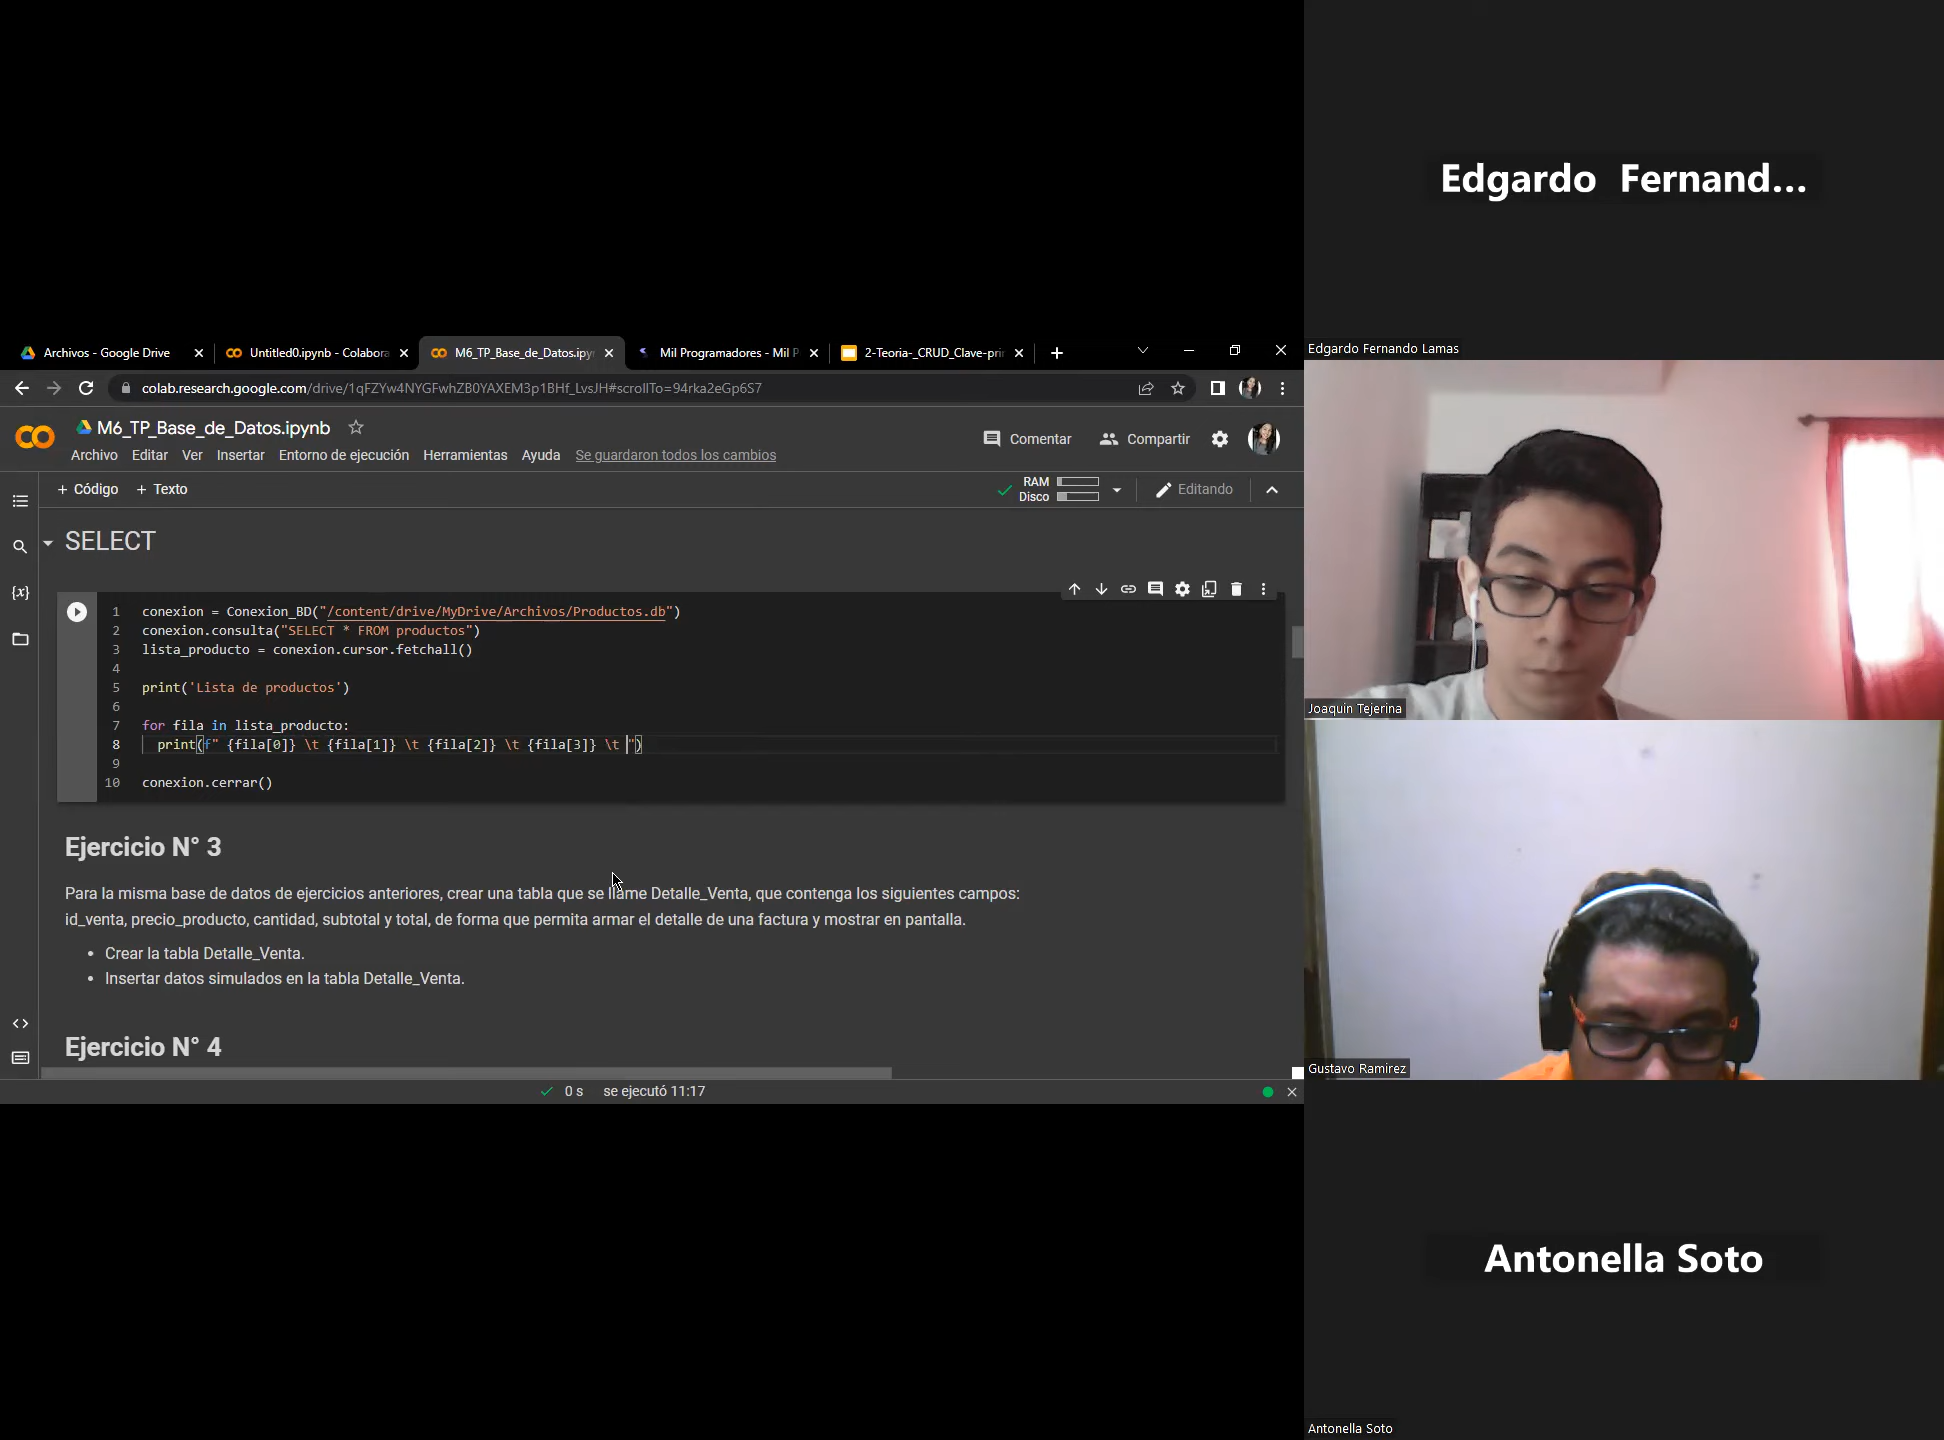 Edgardo  Fernand...
Edgardo Fernando Lamas
Archivos - Google Drive
Untitled0.ipynb - Colabora
M6_TP_Base_de_Datos.ipy
Mil Programadores - Mil P
2-Teoria-_CRUD_Clave-pri
colab.research.google.com/drive/1qFZYw4NYGFwhZB0YAXEM3p1BHf_LvsJH#scrollTo=94rka2eGp6S7
M6_TP_Base_de_Datos.ipynb
Comentar
Compartir
Archivo Editar Ver Insertar Entorno de ejecución Herramientas Ayuda Se guardaron todos los cambios
+ Código + Texto
RAM
Disco
Editando
SELECT
1 conexion = Conexion_BD("/content/drive/MyDrive/Archivos/Productos.db")
2 conexion.consulta("SELECT * FROM productos")
3 lista_producto = conexion.cursor.fetchall()
4
5 print('Lista de productos')
6
7 for fila in lista_producto:
8 print(f" {fila[0]} \t {fila[1]} \t {fila[2]} \t {fila[3]} \t ")
9
10 conexion.cerrar()
Ejercicio N° 3
Para la misma base de datos de ejercicios anteriores, crear una tabla que se llame Detalle_Venta, que contenga los siguientes campos:
id_venta, precio_producto, cantidad, subtotal y total, de forma que permita armar el detalle de una factura y mostrar en pantalla.
• Crear la tabla Detalle_Venta.
• Insertar datos simulados en la tabla Detalle_Venta.
Ejercicio N° 4
0 s se ejecutó 11:17
Joaquin Tejerina
Gustavo Ramirez
Antonella Soto
Antonella Soto